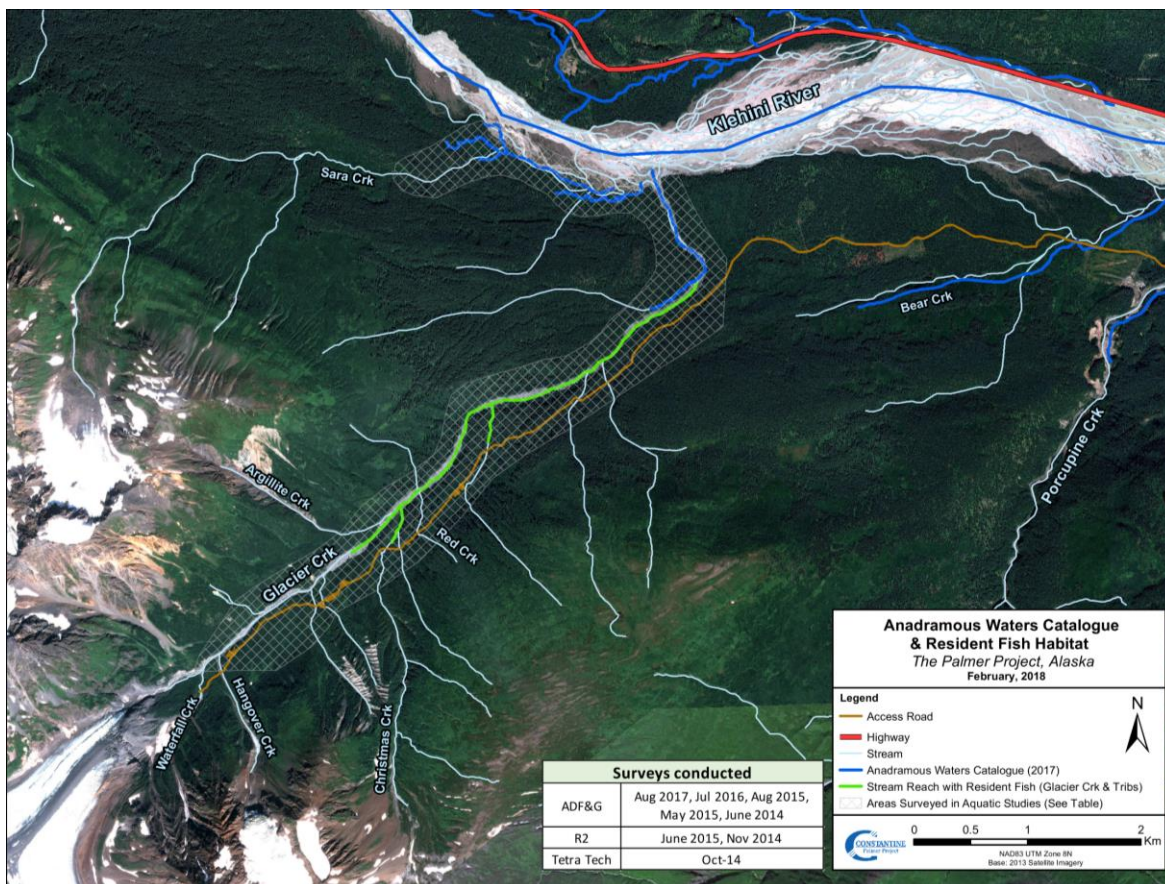 Klehini River
Sara Crk
Bear Crk
Porcupine Crk
Argillite Crk
Red Crk
Glacier Crk
Hangover Crk
Waterfall Crk
Christmas Crk
Surveys conducted
ADF&G
Aug 2017, Jul 2016, Aug 2015,
May 2015, June 2014
R2
June 2015, Nov 2014
Tetra Tech
Oct-14
Anadramous Waters Catalogue
& Resident Fish Habitat
The Palmer Project, Alaska
February, 2018
Legend
N
Access Road
Highway
Stream
Anadramous Waters Catalogue (2017)
Stream Reach with Resident Fish (Glacier Crk & Tribs)
Areas Surveyed in Aquatic Studies (See Table)
CONSTANTINE
Palmer Project
0 0.5 1 2
Km
NAD83 UTM Zone 8N
Base: 2013 Satellite Imagery